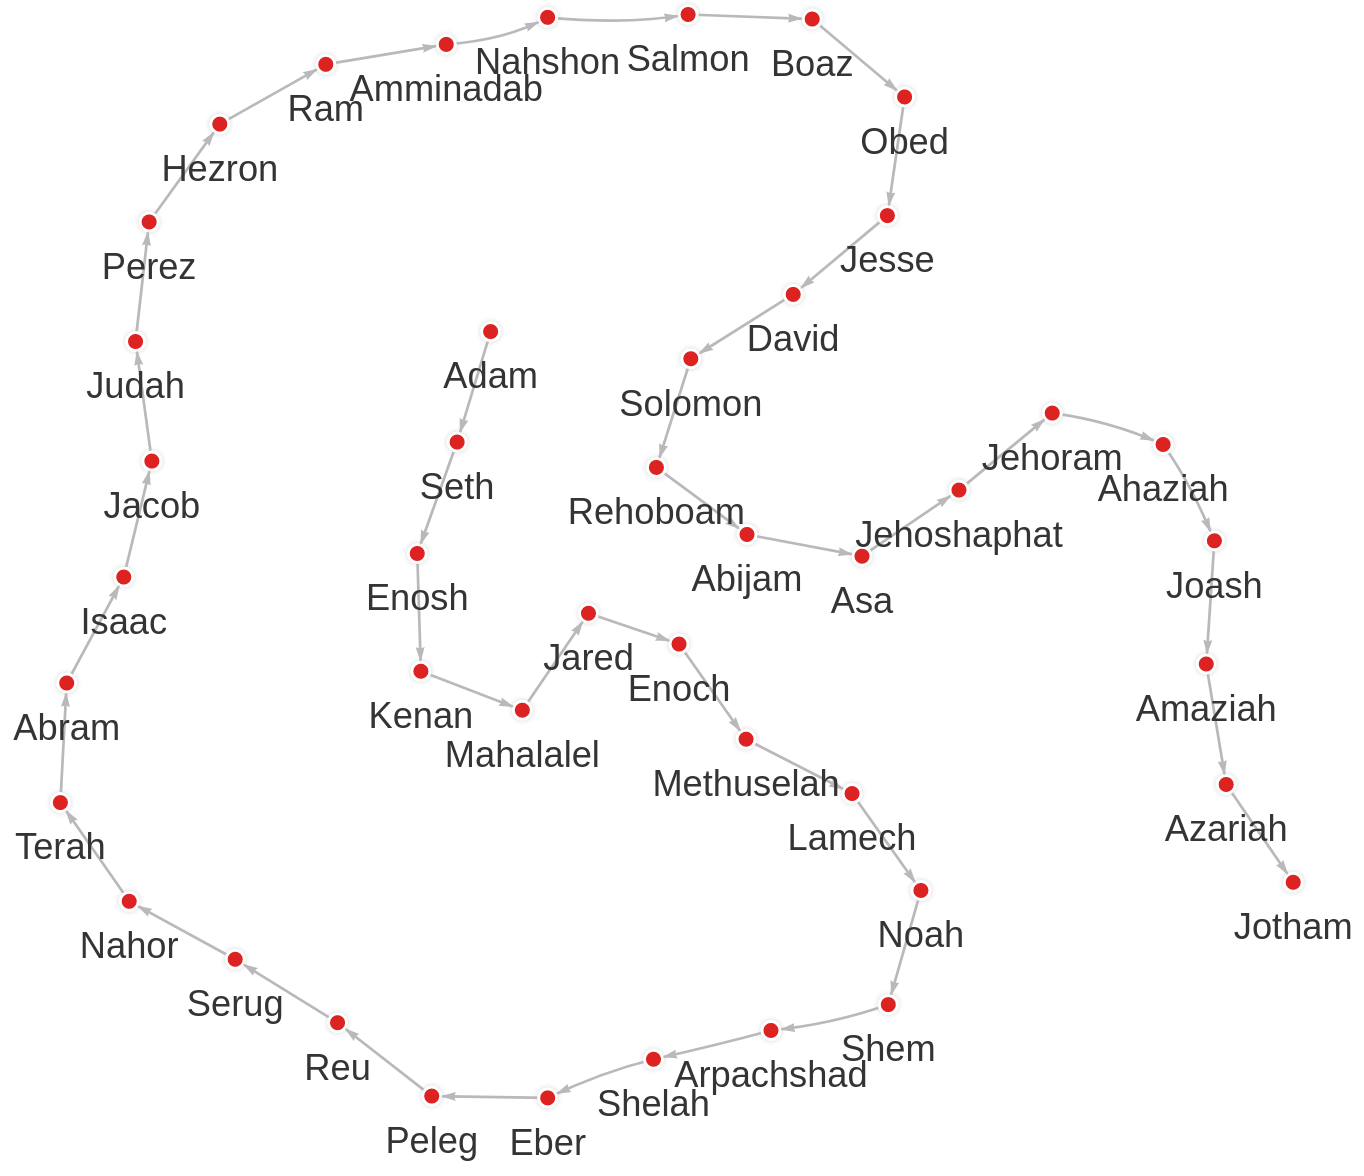 Adam
Seth
Enosh
Kenan
Mahalalel
Jared
Enoch
Methuselah
Lamech
Noah
Shem
Arpachshad
Shelah
Eber
Peleg
Reu
Serug
Nahor
Terah
Abram
Isaac
Jacob
Judah
Perez
Hezron
Ram
Amminadab
Nahshon
Salmon
Boaz
Obed
Jesse
David
Solomon
Rehoboam
Abijam
Asa
Jehoshaphat
Jehoram
Ahaziah
Joash
Amaziah
Azariah
Jotham